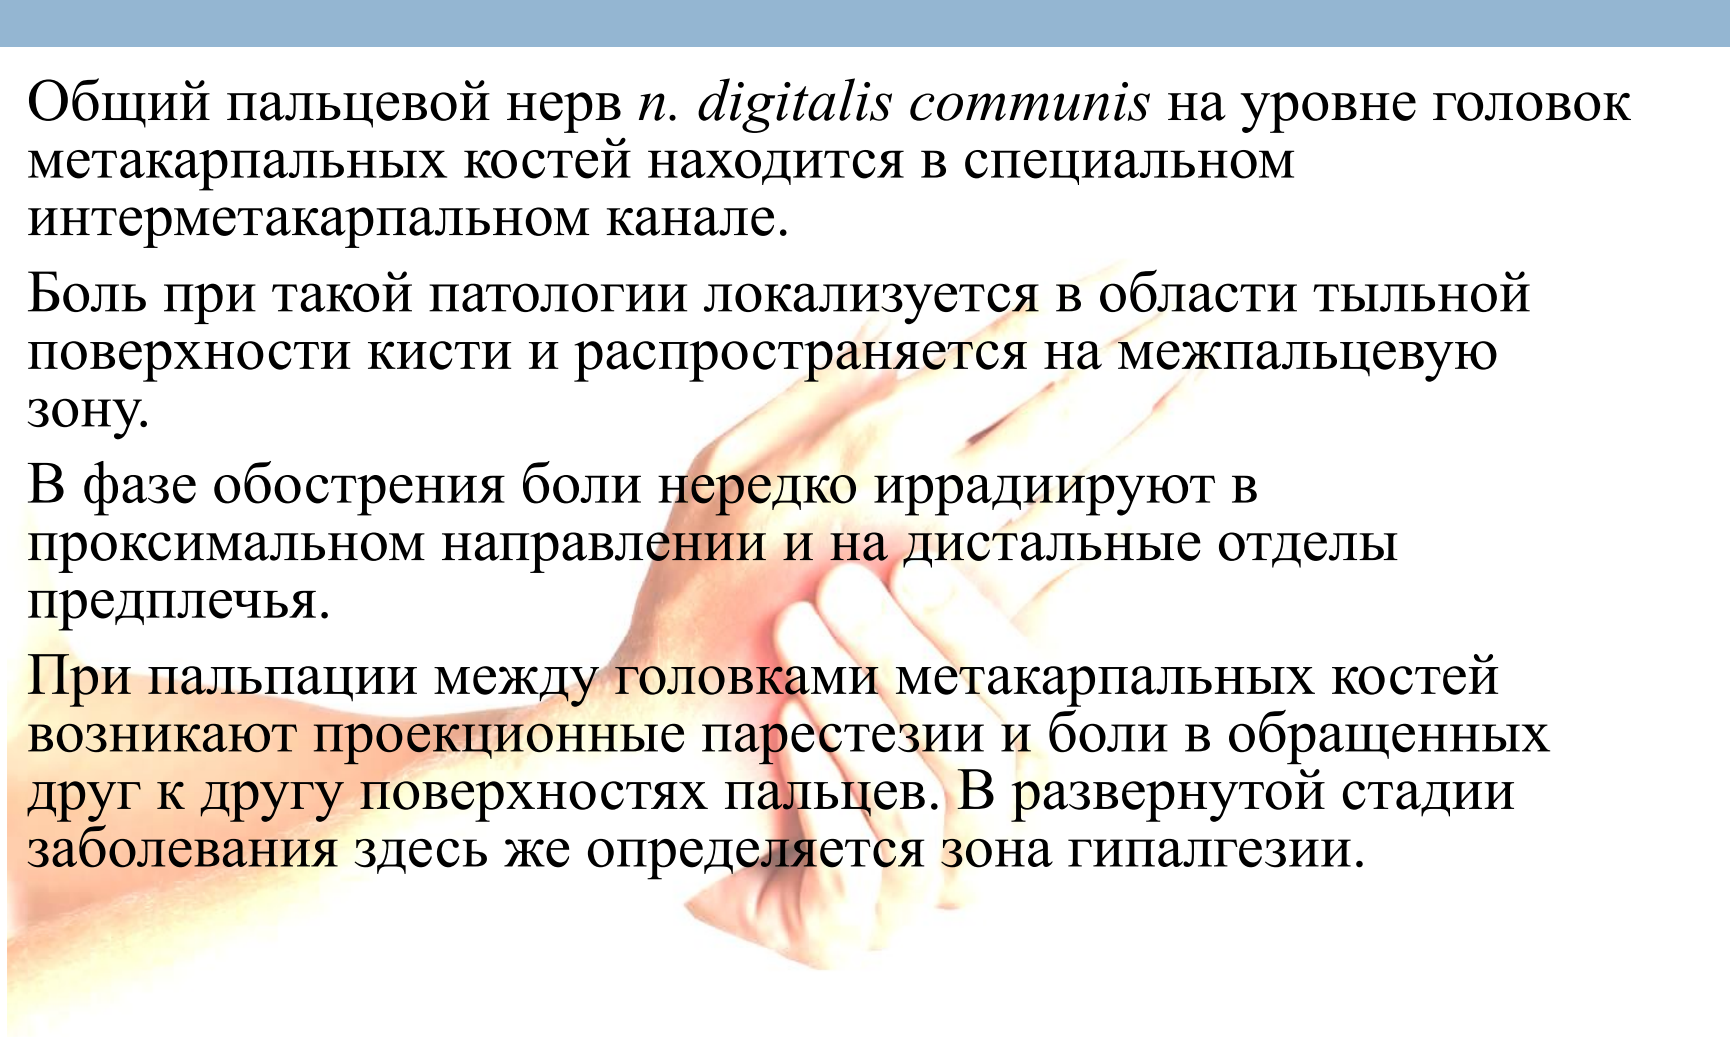 Общий пальцевой нерв n. digitalis communis на уровне головок
метакарпальных костей находится в специальном
интерметакарпальном канале.
Боль при такой патологии локализуется в области тыльной
поверхности кисти и распространяется на межпальцевую
зону.
В фазе обострения боли нередко иррадиируют в
проксимальном направлении и на дистальные отделы
предплечья.
При пальпации между головками метакарпальных костей
возникают проекционные парестезии и боли в обращенных
друг к другу поверхностях пальцев. В развернутой стадии
заболевания здесь же определяется зона гипалгезии.